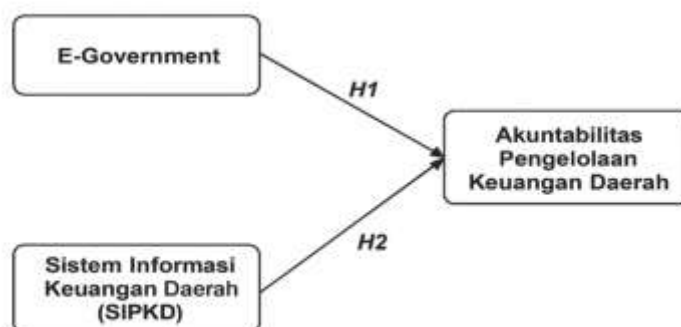 E-Government
H1
Akuntabilitas
Pengelolaan
Keuangan Daerah
H2
Sistem Informasi
Keuangan Daerah
(SIPKD)